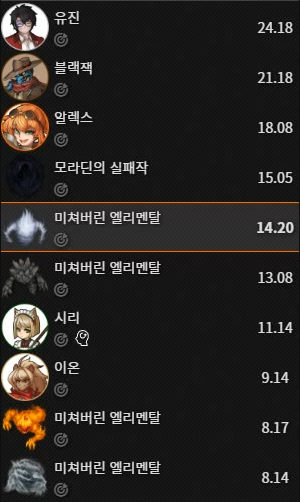 유진
24.18
블랙잭
21.18
알렉스
18.08
모라딘의 실패작
15.05
미쳐버린 엘리멘탈
14.20
미쳐버린 엘리멘탈
13.08
시리
11.14
이온
9.14
미쳐버린 엘리멘탈
8.17
미쳐버린 엘리멘탈
8.14